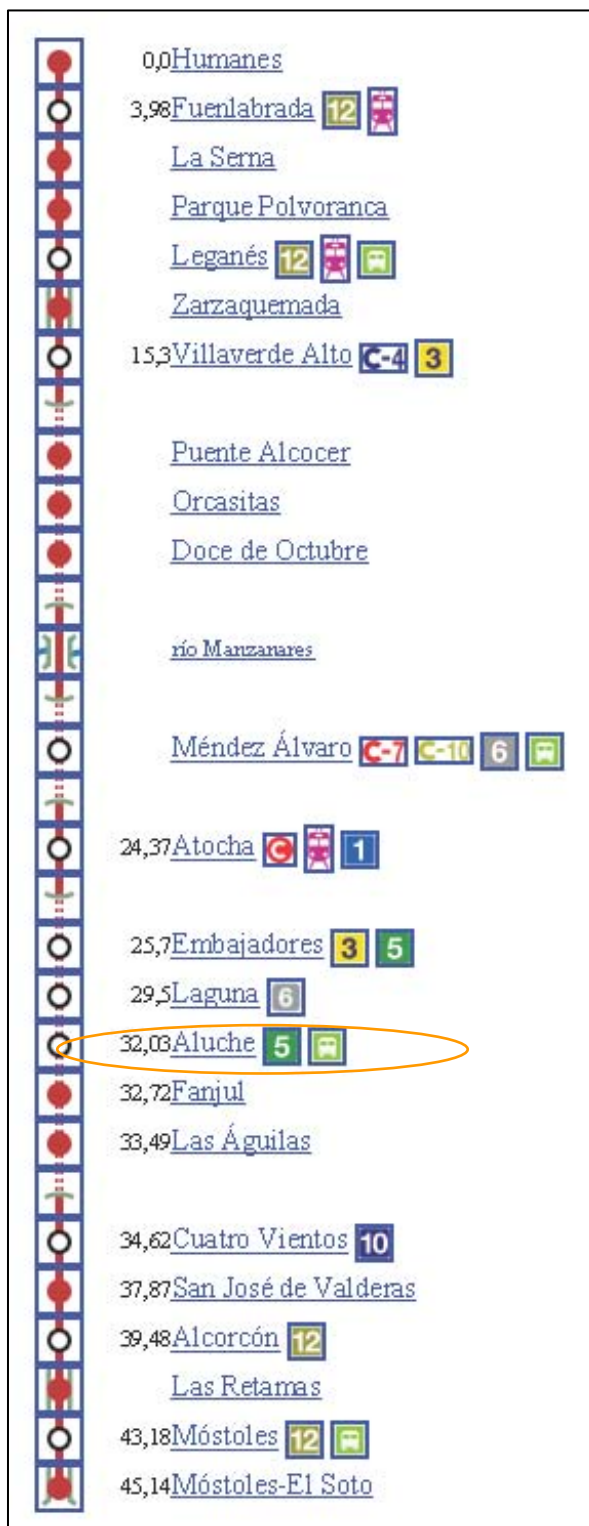 0,0Humanes
3,98Fuenlabrada 12
La Serna
Parque Polvoranca
Leganés 12
Zarzaquemada
15,3Villaverde Alto C-4 3
Puente Alcocer
Orcasitas
Doce de Octubre
río Manzanares
Méndez Álvaro C-7 C-10 6
24,37Atocha C 1
25,7Embajadores 3 5
29,5Laguna 6
32,03Aluche 5
32,72Fanjul
33,49Las Águilas
34,62Cuatro Vientos 10
37,87San José de Valderas
39,48Alcorcón 12
Las Retamas
43,18Móstoles 12
45,14Móstoles-El Soto